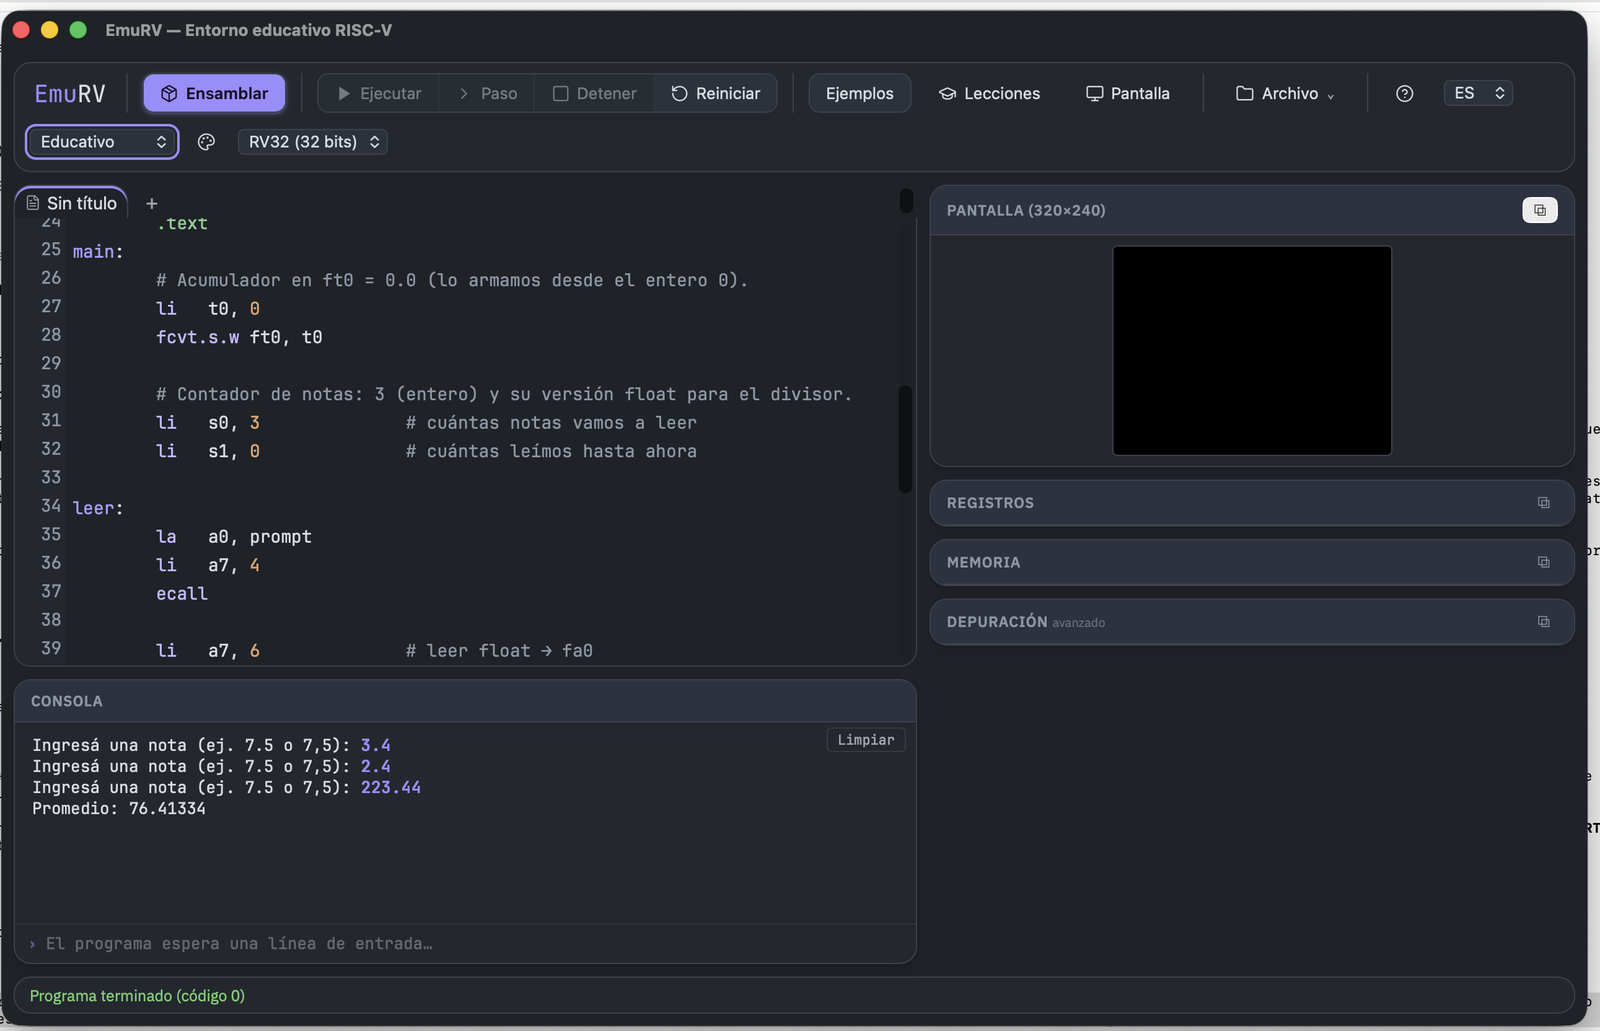 EmuRV — Entorno educativo RISC-V
EmuRV Ensamblar Ejecutar Paso Detener Reiniciar Ejemplos Lecciones Pantalla Archivo ES
Educativo RV32 (32 bits)
Sin título +
24 .text
25 main:
26 # Acumulador en ft0 = 0.0 (lo armamos desde el entero 0).
27 li t0, 0
28 fcvt.s.w ft0, t0
29
30 # Contador de notas: 3 (entero) y su versión float para el divisor.
31 li s0, 3 # cuántas notas vamos a leer
32 li s1, 0 # cuántas leímos hasta ahora
33
34 leer:
35 la a0, prompt
36 li a7, 4
37 ecall
38
39 li a7, 6 # leer float → fa0
PANTALLA (320×240)
REGISTROS
MEMORIA
DEPURACIÓN avanzado
CONSOLA
Limpiar
Ingresá una nota (ej. 7.5 o 7,5): 3.4
Ingresá una nota (ej. 7.5 o 7,5): 2.4
Ingresá una nota (ej. 7.5 o 7,5): 223.44
Promedio: 76.41334
› El programa espera una línea de entrada…
Programa terminado (código 0)